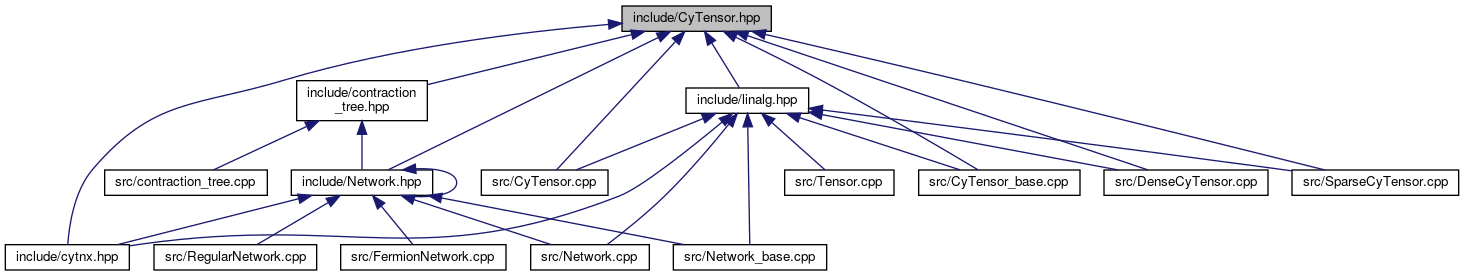 include/CyTensor.hpp
include/contraction
_tree.hpp
include/linalg.hpp
src/contraction_tree.cpp
include/Network.hpp
src/CyTensor.cpp
src/Tensor.cpp
src/CyTensor_base.cpp
src/DenseCyTensor.cpp
src/SparseCyTensor.cpp
include/cytnx.hpp
src/RegularNetwork.cpp
src/FermionNetwork.cpp
src/Network.cpp
src/Network_base.cpp